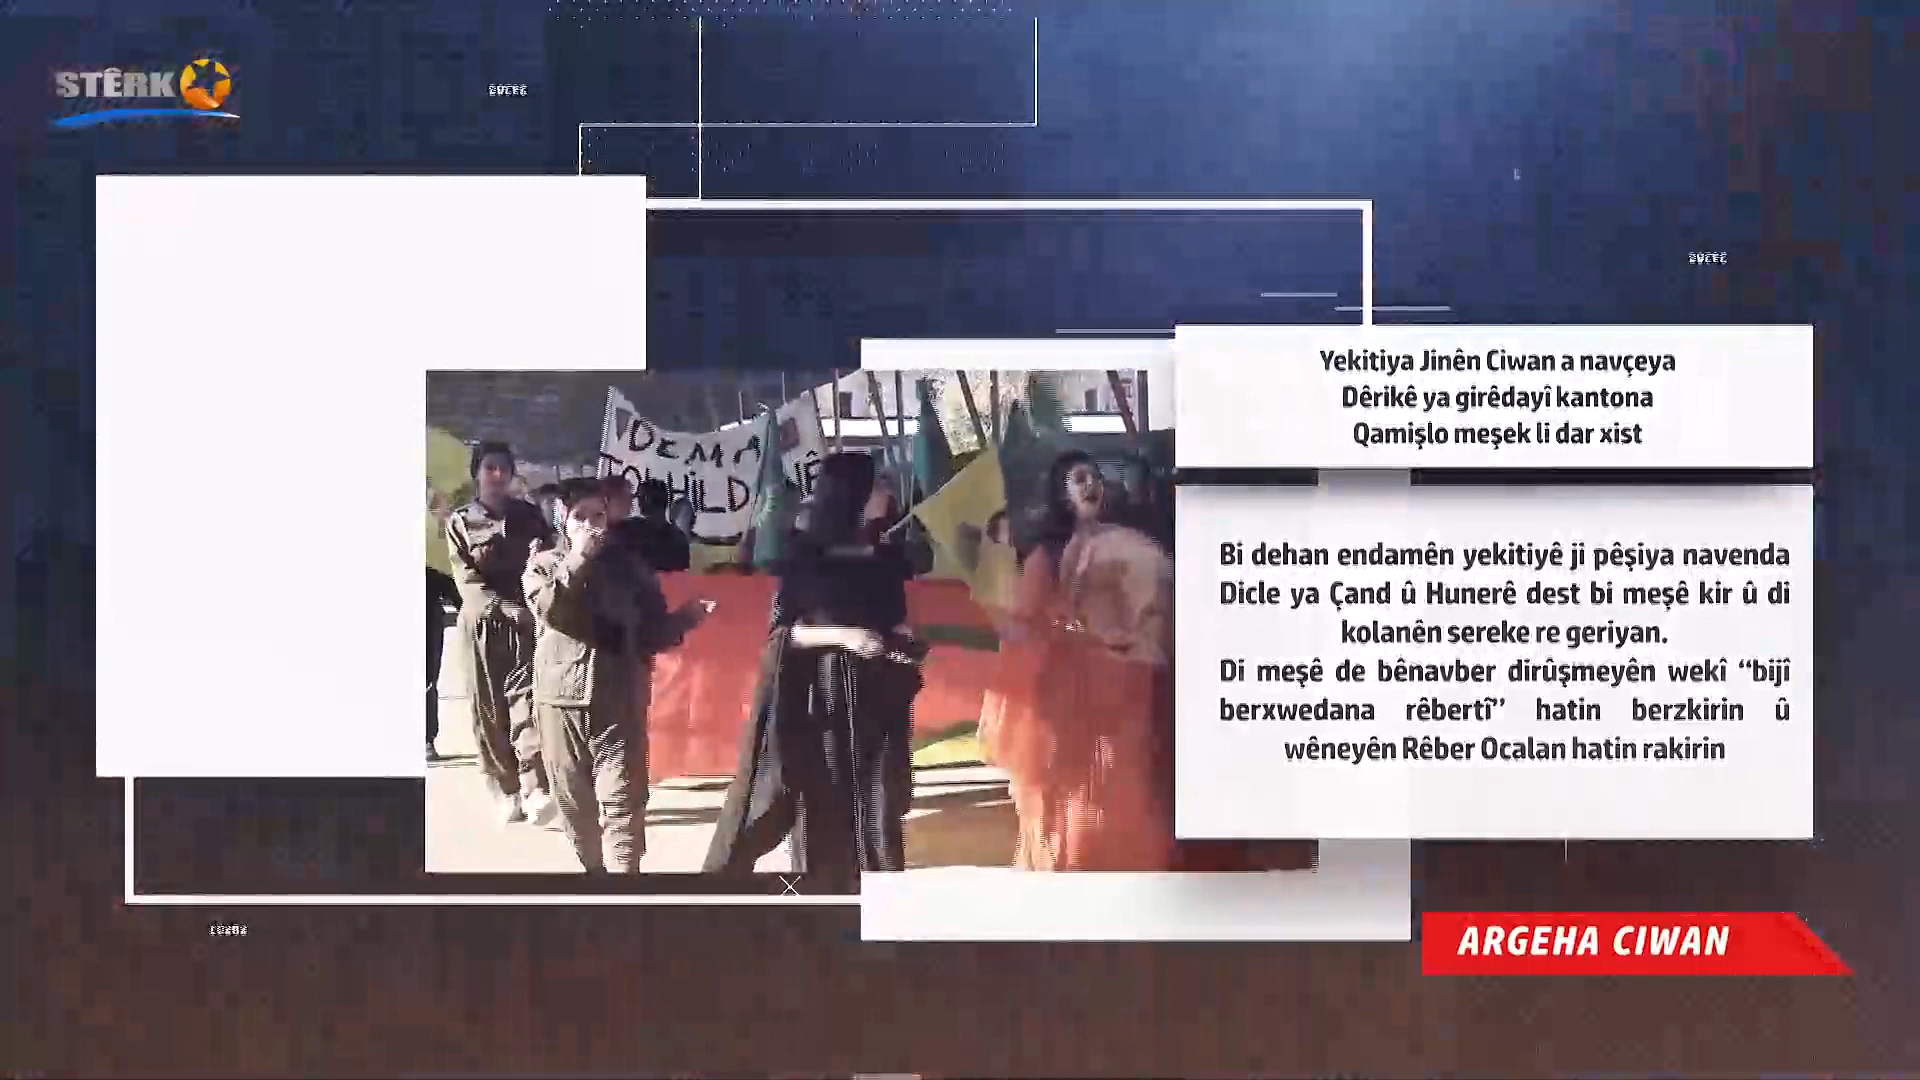 STÊRK
Yekitiya Jinên Ciwan a navçeya
Dêrikê ya girêdayî kantona
Qamişlo meşek li dar xist
DEMA
Bi dehan endamên yekitiyê ji pêşiya navenda
Dicle ya Çand û Hunerê dest bi meşê kir û di
kolanên sereke re geriyan.
Di meşê de bênavber dirûşmeyên wekî “bijî
berxwedana rêbertî” hatin berzkirin û
wêneyên Rêber Ocalan hatin rakirin
ARGEHA CIWAN